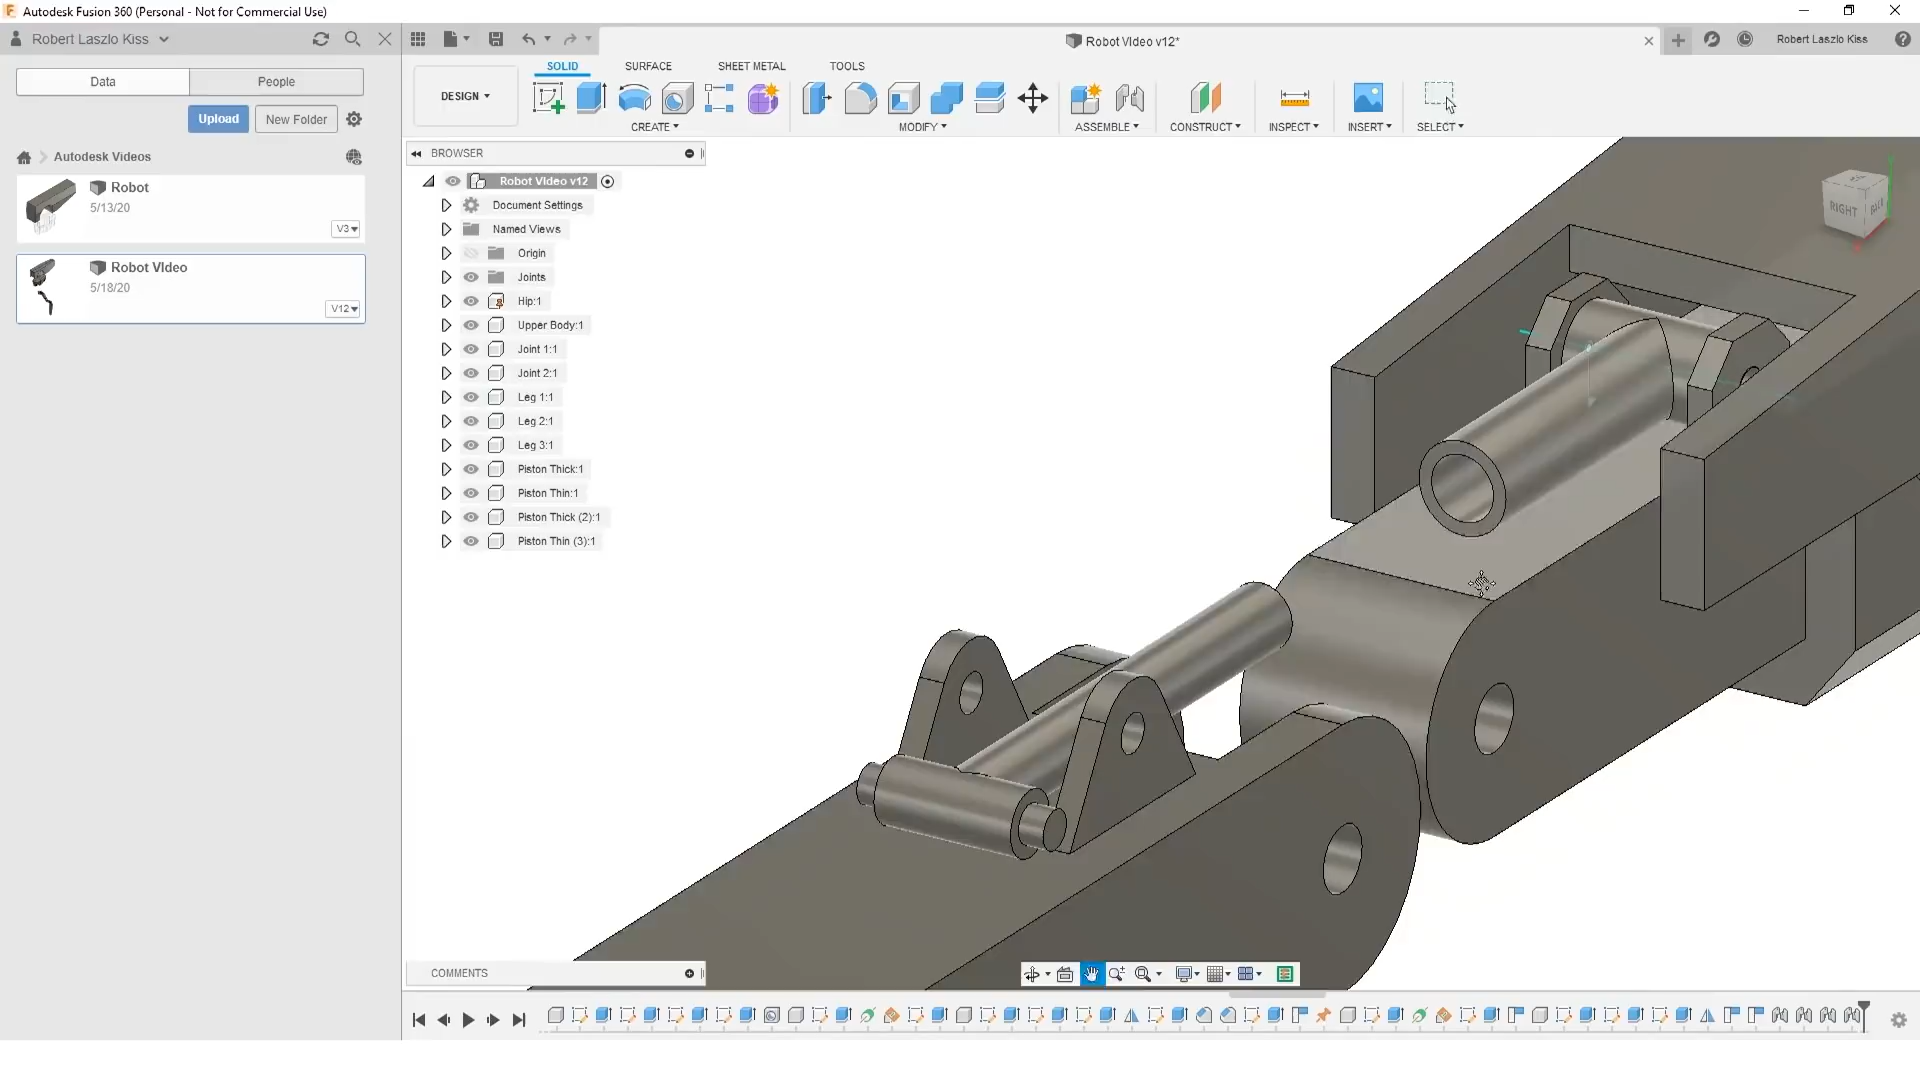 Autodesk Fusion 360 (Personal - Not for Commercial Use)
Robert Laszlo Kiss
Robot VIdeo v12*
Robert Laszlo Kiss
Data
People
Upload
New Folder
Autodesk Videos
Robot
5/13/20
V3
Robot VIdeo
5/18/20
V12
DESIGN
SOLID
SURFACE
SHEET METAL
TOOLS
CREATE
MODIFY
ASSEMBLE
CONSTRUCT
INSPECT
INSERT
SELECT
BROWSER
Robot VIdeo v12
Document Settings
Named Views
Origin
Joints
Hip:1
Upper Body:1
Joint 1:1
Joint 2:1
Leg 1:1
Leg 2:1
Leg 3:1
Piston Thick:1
Piston Thin:1
Piston Thick (2):1
Piston Thin (3):1
RIGHT
BACK
COMMENTS